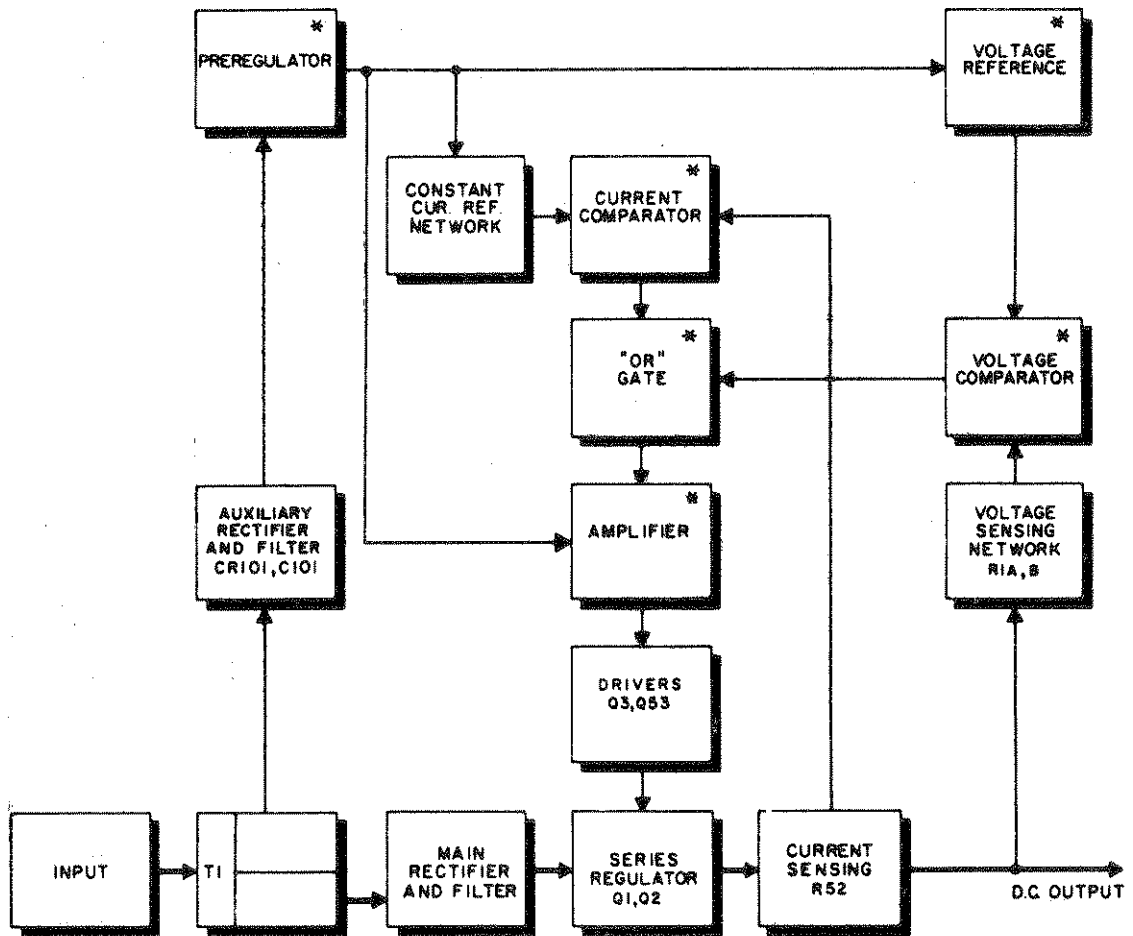 *
PREREGULATOR
*
VOLTAGE
REFERENCE
CONSTANT
CUR. REF.
NETWORK
*
CURRENT
COMPARATOR
*
"OR"
GATE
*
VOLTAGE
COMPARATOR
AUXILIARY
RECTIFIER
AND FILTER
CR101, C101
*
AMPLIFIER
VOLTAGE
SENSING
NETWORK
R1A, B
DRIVERS
Q3, Q53
INPUT
T1
MAIN
RECTIFIER
AND FILTER
SERIES
REGULATOR
Q1, Q2
CURRENT
SENSING
R52
D.C. OUTPUT